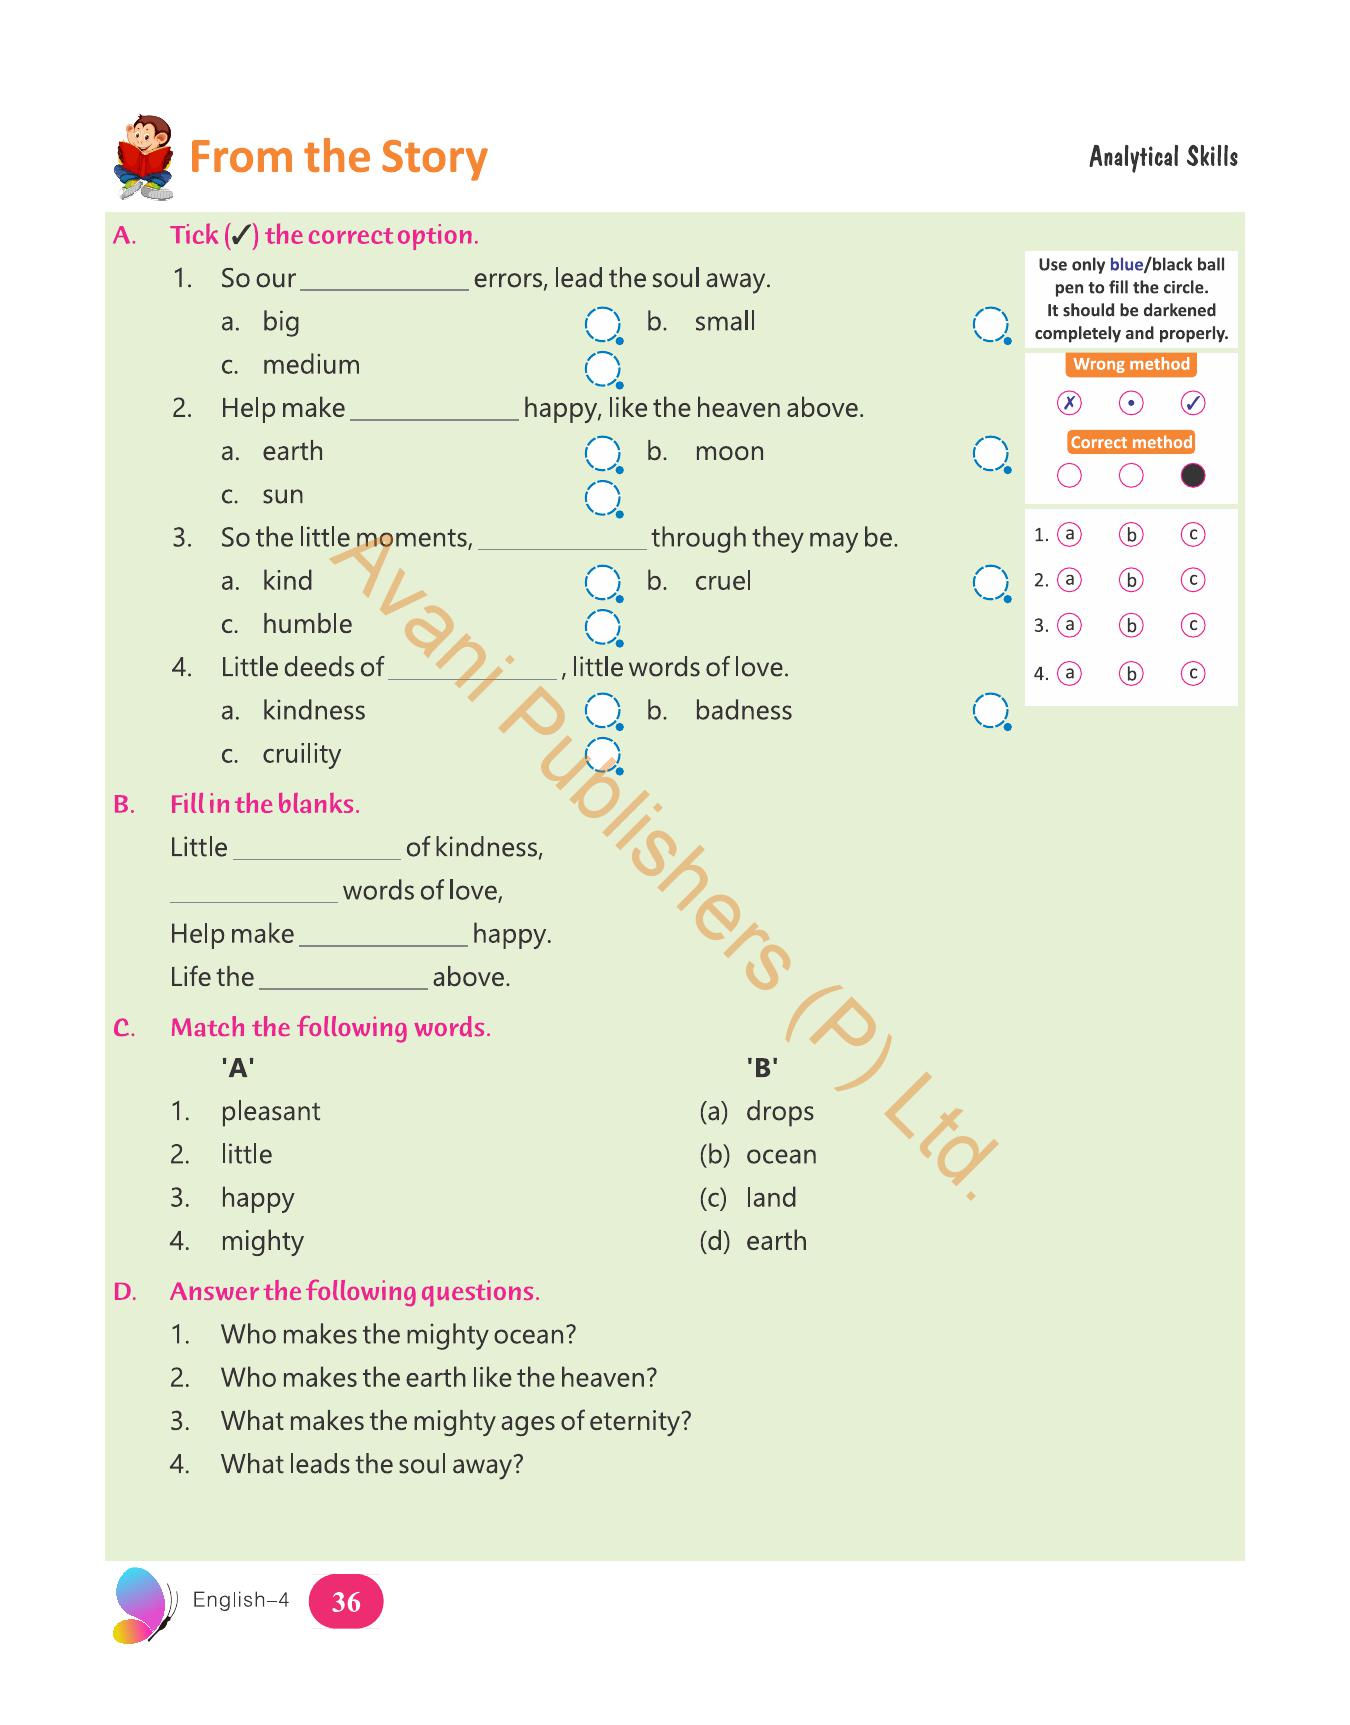 From the Story
Analytical Skills
A. Tick (✓) the correct option.
1. So our ____________ errors, lead the soul away.
a. big b. small
c. medium
2. Help make ____________ happy, like the heaven above.
a. earth b. moon
c. sun
3. So the little moments, ____________ through they may be.
a. kind b. cruel
c. humble
4. Little deeds of ____________ , little words of love.
a. kindness b. badness
c. cruility
Use only blue/black ball
pen to fill the circle.
It should be darkened
completely and properly.
Wrong method
✗ • ✓
Correct method
1. a b c
2. a b c
3. a b c
4. a b c
B. Fill in the blanks.
Little ____________ of kindness,
____________ words of love,
Help make ____________ happy.
Life the ____________ above.
C. Match the following words.
'A' 'B'
1. pleasant (a) drops
2. little (b) ocean
3. happy (c) land
4. mighty (d) earth
D. Answer the following questions.
1. Who makes the mighty ocean?
2. Who makes the earth like the heaven?
3. What makes the mighty ages of eternity?
4. What leads the soul away?
Avani Publishers (P) Ltd.
English–4 36